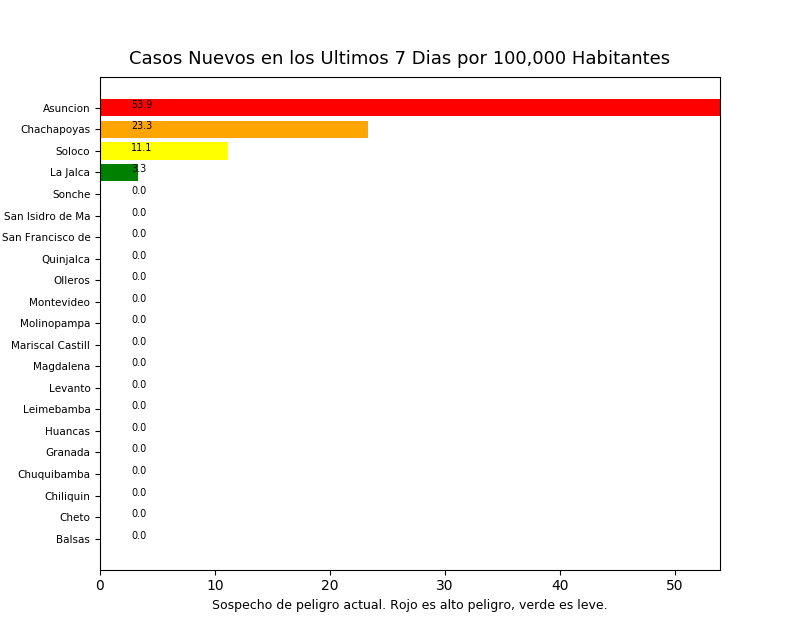 Casos Nuevos en los Ultimos 7 Dias por 100,000 Habitantes
Asuncion 53.9
Chachapoyas 23.3
Soloco 11.1
La Jalca 3.3
Sonche 0.0
San Isidro de Ma 0.0
San Francisco de 0.0
Quinjalca 0.0
Olleros 0.0
Montevideo 0.0
Molinopampa 0.0
Mariscal Castill 0.0
Magdalena 0.0
Levanto 0.0
Leimebamba 0.0
Huancas 0.0
Granada 0.0
Chuquibamba 0.0
Chiliquin 0.0
Cheto 0.0
Balsas 0.0
0 10 20 30 40 50
Sospecho de peligro actual. Rojo es alto peligro, verde es leve.